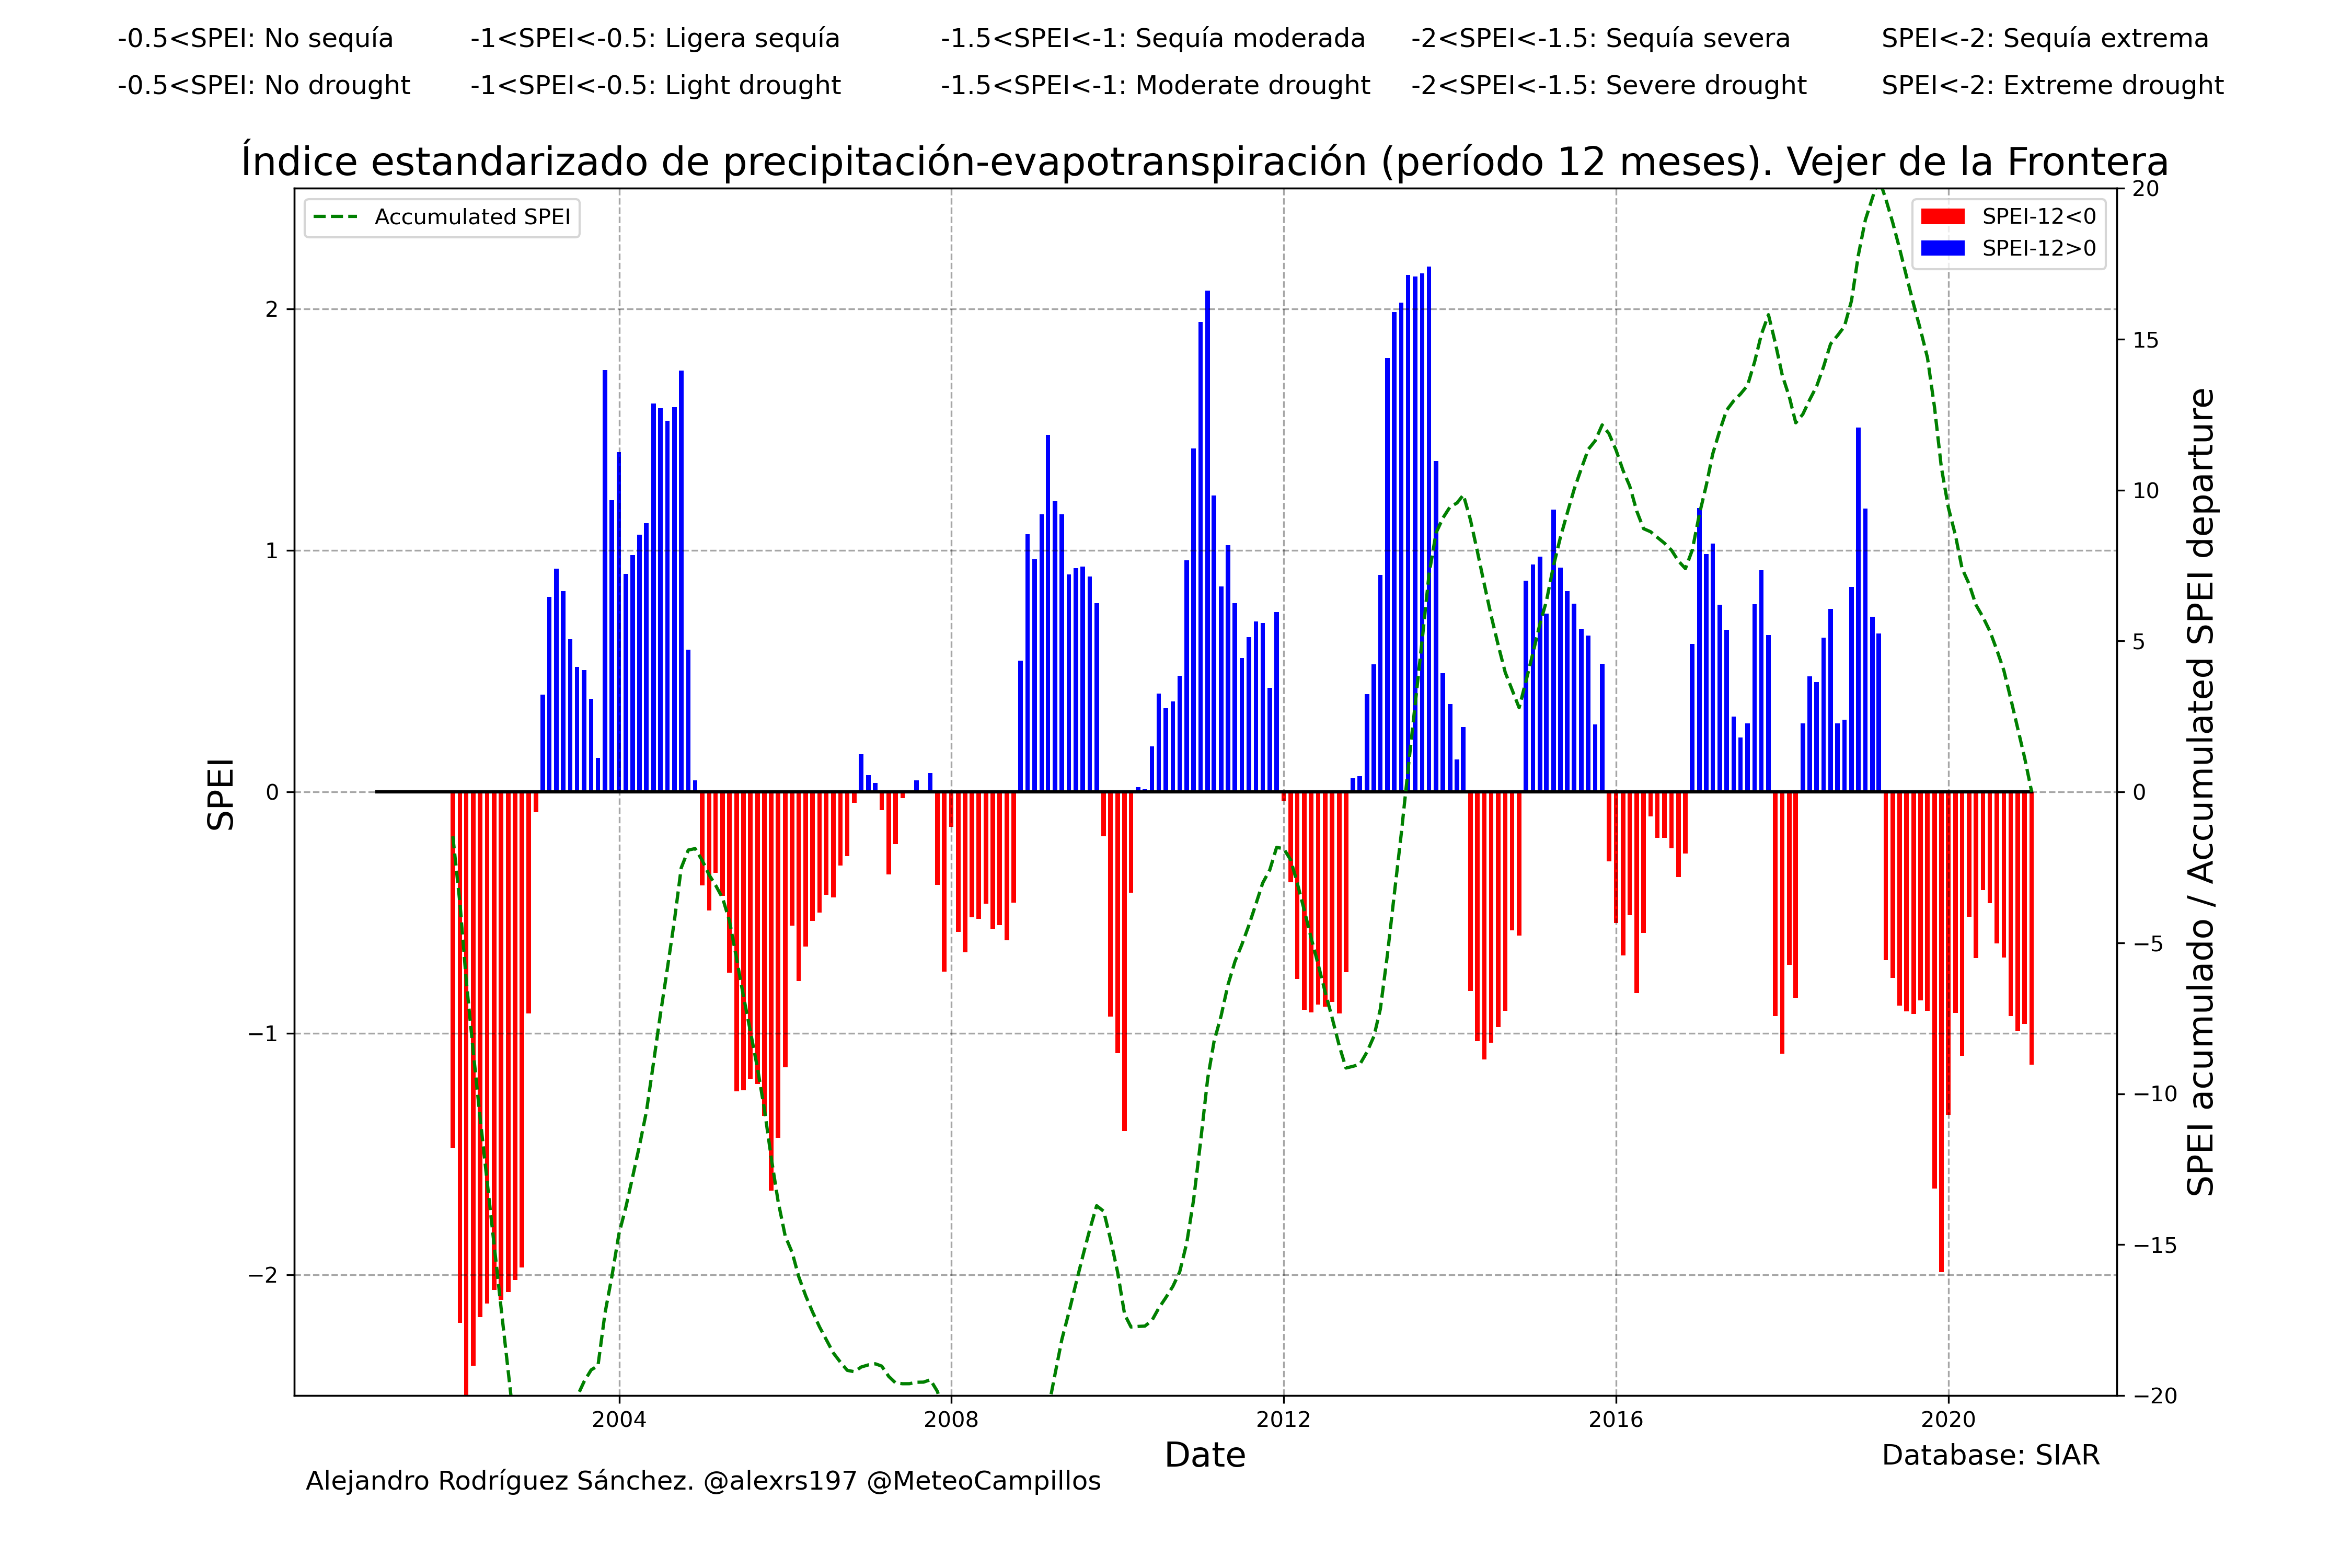 -0.5<SPEI: No sequía -1<SPEI<-0.5: Ligera sequía -1.5<SPEI<-1: Sequía moderada -2<SPEI<-1.5: Sequía severa SPEI<-2: Sequía extrema
-0.5<SPEI: No drought -1<SPEI<-0.5: Light drought -1.5<SPEI<-1: Moderate drought -2<SPEI<-1.5: Severe drought SPEI<-2: Extreme drought
Índice estandarizado de precipitación-evapotranspiración (período 12 meses). Vejer de la Frontera
Accumulated SPEI
SPEI-12<0
SPEI-12>0
SPEI
2
1
0
−1
−2
20
15
10
5
0
−5
−10
−15
−20
SPEI acumulado / Accumulated SPEI departure
2004 2008 2012 2016 2020
Date
Database: SIAR
Alejandro Rodríguez Sánchez. @alexrs197 @MeteoCampillos